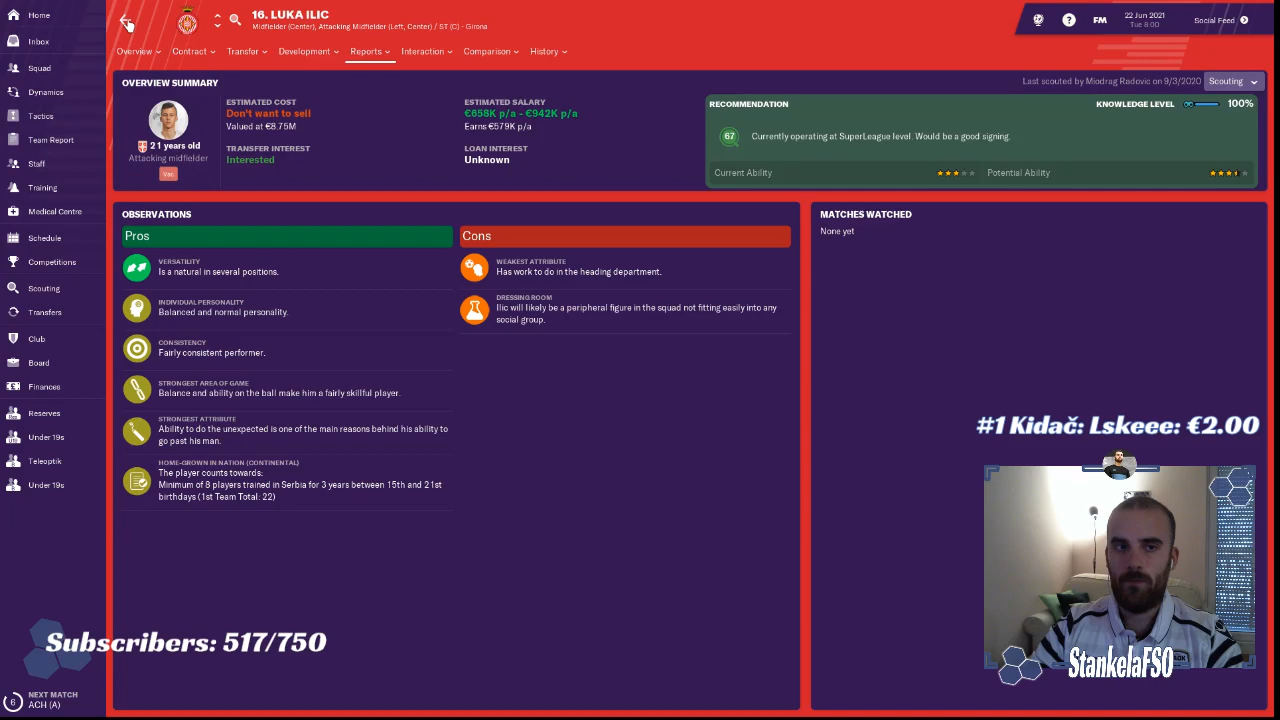 Home
Inbox
Squad
Dynamics
Tactics
Team Report
Staff
Training
Medical Centre
Schedule
Competitions
Scouting
Transfers
Club
Board
Finances
Reserves
Under 19s
Teleoptik
Under 19s
6
NEXT MATCH
ACH (A)
16. LUKA ILIC
Midfielder (Center), Attacking Midfielder (Left, Center) / ST (C) - Girona
FM
22 Jun 2021
Tue 8:00
Social Feed
Overview Contract Transfer Development Reports Interaction Comparison History
OVERVIEW SUMMARY
Last scouted by Miodrag Radovic on 9/3/2020 Scouting
21 years old
Attacking midfielder
Vac
ESTIMATED COST
Don't want to sell
Valued at €8.75M
TRANSFER INTEREST
Interested
ESTIMATED SALARY
€658K p/a - €942K p/a
Earns €579K p/a
LOAN INTEREST
Unknown
RECOMMENDATION
KNOWLEDGE LEVEL 100%
67 Currently operating at SuperLeague level. Would be a good signing.
Current Ability
Potential Ability
OBSERVATIONS
Pros
VERSATILITY
Is a natural in several positions.
INDIVIDUAL PERSONALITY
Balanced and normal personality.
CONSISTENCY
Fairly consistent performer.
STRONGEST AREA OF GAME
Balance and ability on the ball make him a fairly skillful player.
STRONGEST ATTRIBUTE
Ability to do the unexpected is one of the main reasons behind his ability to
go past his man.
HOME-GROWN IN NATION (CONTINENTAL)
The player counts towards:
Minimum of 8 players trained in Serbia for 3 years between 15th and 21st
birthdays (1st Team Total: 22)
Cons
WEAKEST ATTRIBUTE
Has work to do in the heading department.
DRESSING ROOM
Ilic will likely be a peripheral figure in the squad not fitting easily into any
social group.
MATCHES WATCHED
None yet
#1 Kidač: Lskeee: €2.00
StankelaFSO
Subscribers: 517/750